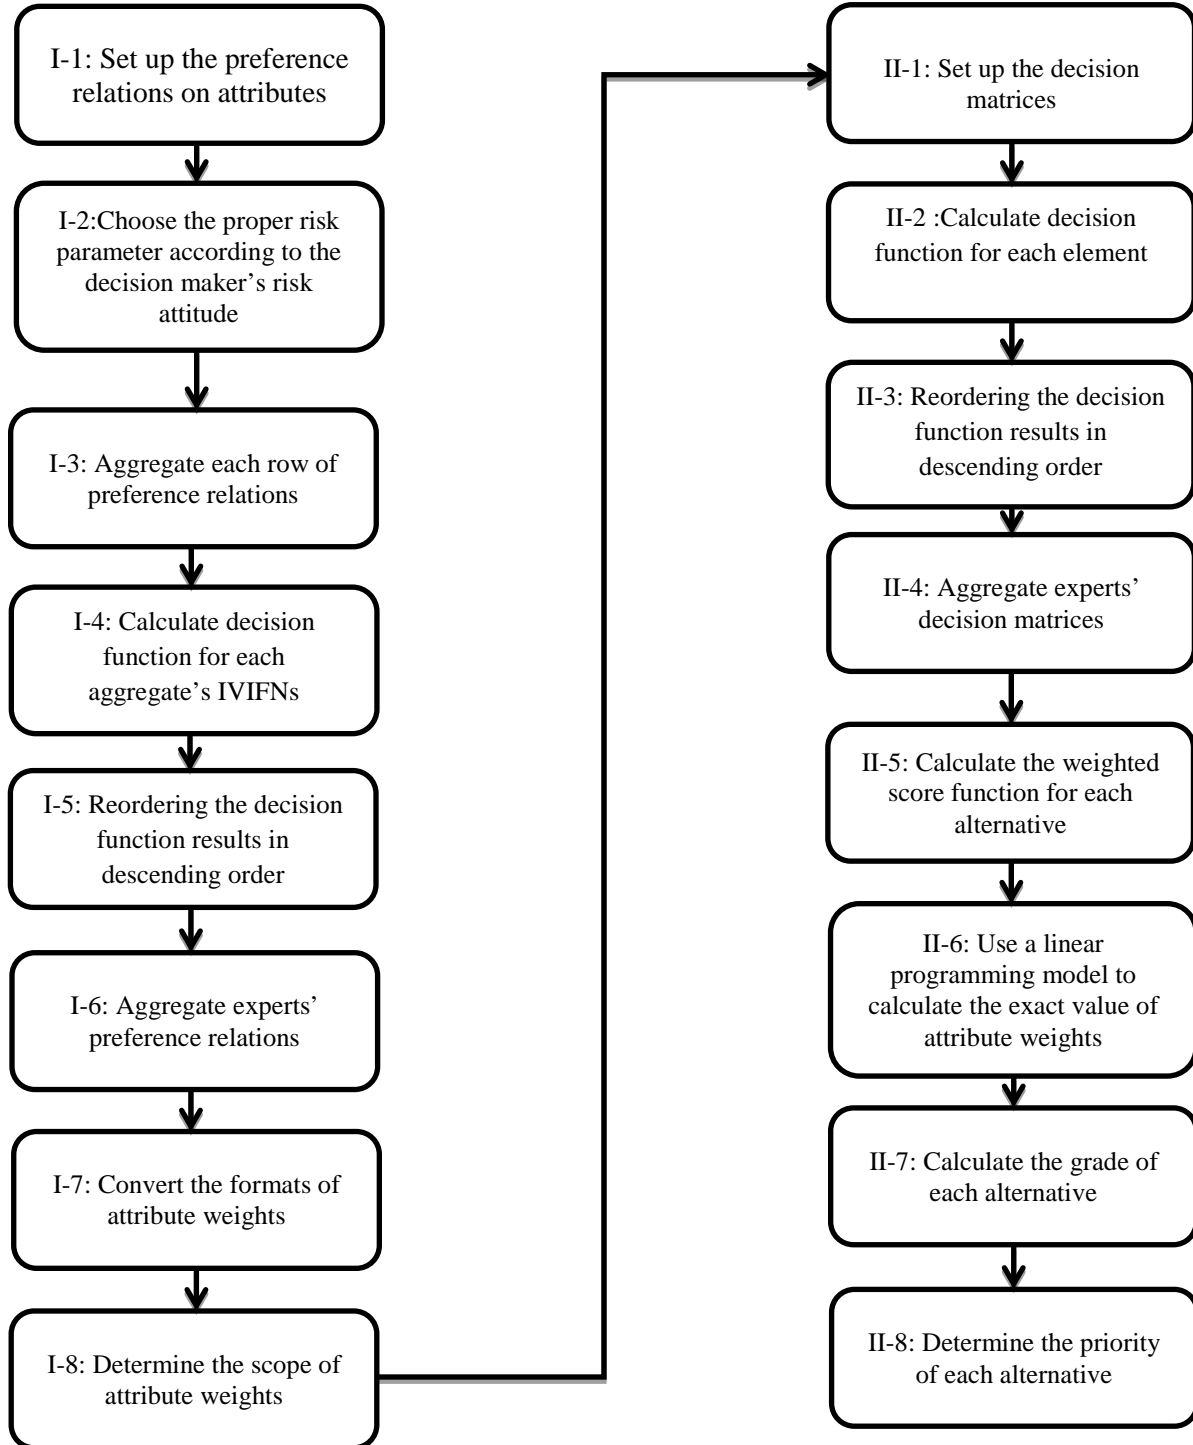 I-1: Set up the preference
relations on attributes
I-2:Choose the proper risk
parameter according to the
decision maker’s risk
attitude
I-3: Aggregate each row of
preference relations
I-4: Calculate decision
function for each
aggregate’s IVIFNs
I-5: Reordering the decision
function results in
descending order
I-6: Aggregate experts’
preference relations
I-7: Convert the formats of
attribute weights
I-8: Determine the scope of
attribute weights
II-1: Set up the decision
matrices
II-2 :Calculate decision
function for each element
II-3: Reordering the decision
function results in
descending order
II-4: Aggregate experts’
decision matrices
II-5: Calculate the weighted
score function for each
alternative
II-6: Use a linear
programming model to
calculate the exact value of
attribute weights
II-7: Calculate the grade of
each alternative
II-8: Determine the priority
of each alternative